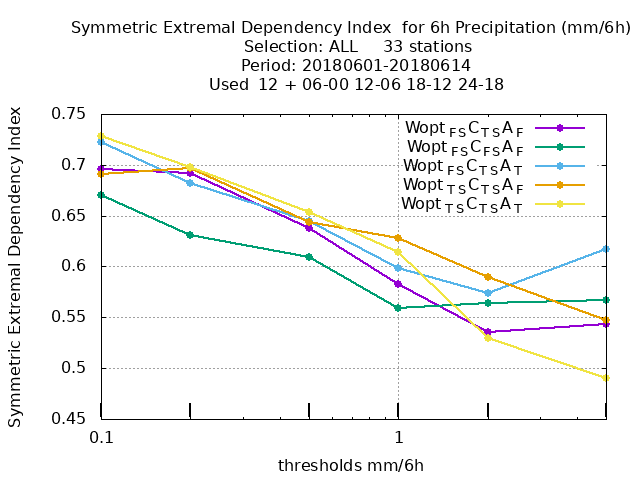 Symmetric Extremal Dependency Index  for 6h Precipitation (mm/6h)
Selection: ALL     33 stations
Period: 20180601-20180614
Used  12 + 06-00 12-06 18-12 24-18
Symmetric Extremal Dependency Index
0.75
0.7
0.65
0.6
0.55
0.5
0.45
Wopt FS C TS A F
Wopt FS C FS A F
Wopt FS C TS A T
Wopt TS C TS A F
Wopt TS C TS A T
0.1 1
thresholds mm/6h